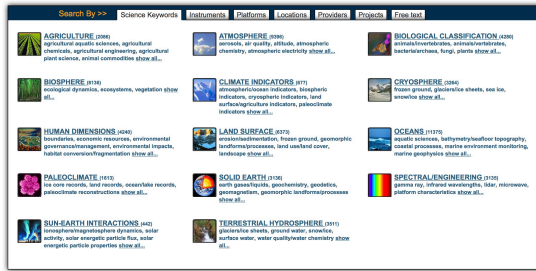 Search By >> Science Keywords Instruments Platforms Locations Providers Projects Free text
AGRICULTURE (2086)
agricultural aquatic sciences, agricultural
chemicals, agricultural engineering, agricultural
plant science, animal commodities show all...
ATMOSPHERE (9396)
aerosols, air quality, altitude, atmospheric
chemistry, atmospheric electricity show all...
BIOLOGICAL CLASSIFICATION (4280)
animals/invertebrates, animals/vertebrates,
bacteria/archaea, fungi, plants show all...
BIOSPHERE (8136)
ecological dynamics, ecosystems, vegetation show
all...
CLIMATE INDICATORS (677)
atmospheric/ocean indicators, biospheric
indicators, cryospheric indicators, land
surface/agriculture indicators, paleoclimate
indicators show all...
CRYOSPHERE (3264)
frozen ground, glaciers/ice sheets, sea ice,
snow/ice show all...
HUMAN DIMENSIONS (4240)
boundaries, economic resources, environmental
governance/management, environmental impacts,
habitat conversion/fragmentation show all...
LAND SURFACE (6373)
erosion/sedimentation, frozen ground, geomorphic
landforms/processes, land use/land cover,
landscape show all...
OCEANS (11375)
aquatic sciences, bathymetry/seafloor topography,
coastal processes, marine environment monitoring,
marine geophysics show all...
PALEOCLIMATE (1613)
ice core records, land records, ocean/lake records,
paleoclimate reconstructions show all...
SOLID EARTH (3136)
earth gases/liquids, geochemistry, geodetics,
geomagnetism, geomorphic landforms/processes
show all...
SPECTRAL/ENGINEERING (3135)
gamma ray, infrared wavelengths, lidar, microwave,
platform characteristics show all...
SUN-EARTH INTERACTIONS (442)
ionosphere/magnetosphere dynamics, solar
activity, solar energetic particle flux, solar
energetic particle properties show all...
TERRESTRIAL HYDROSPHERE (3511)
glaciers/ice sheets, ground water, snow/ice,
surface water, water quality/water chemistry show
all...